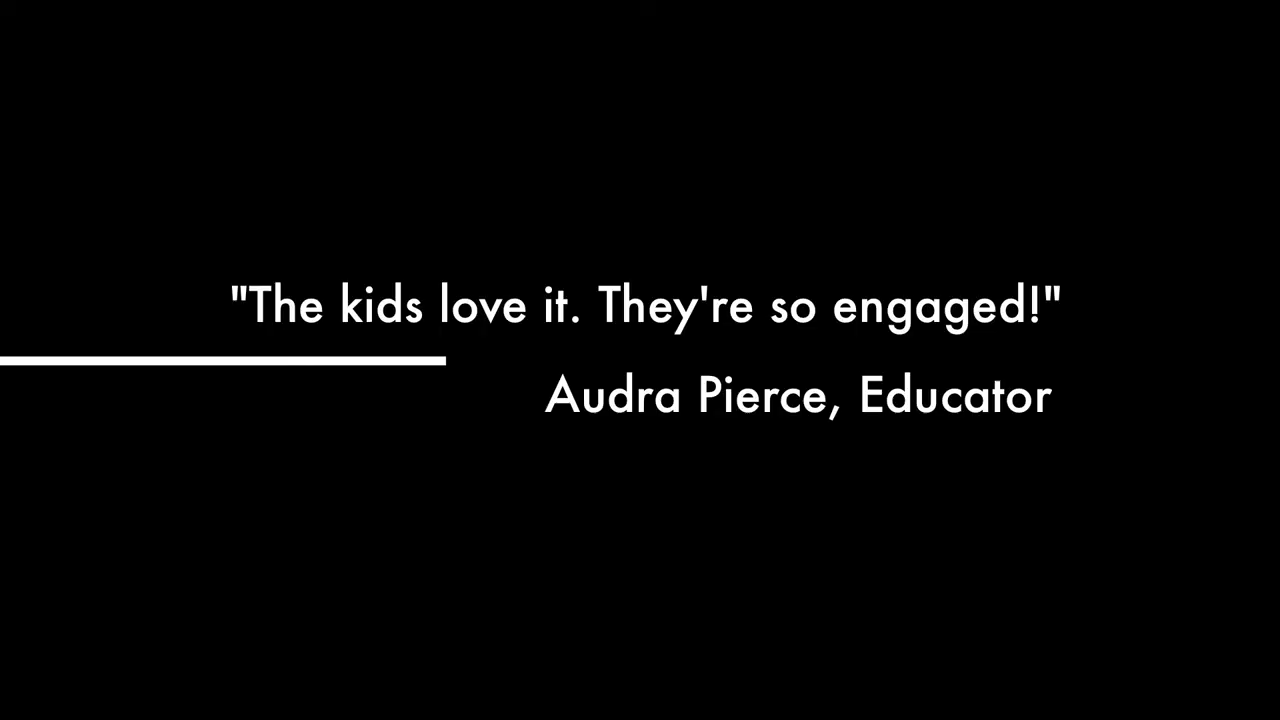 "The kids love it. They're so engaged!"
Audra Pierce, Educator